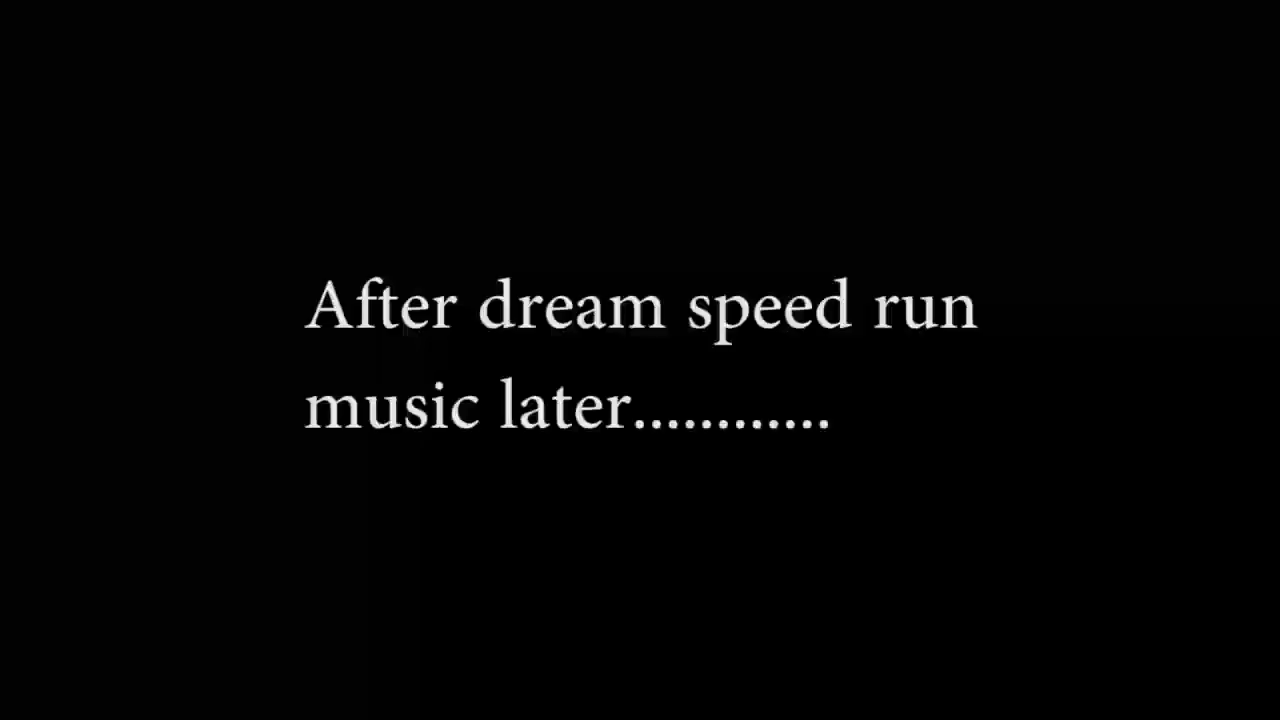 After dream speed run
music later............